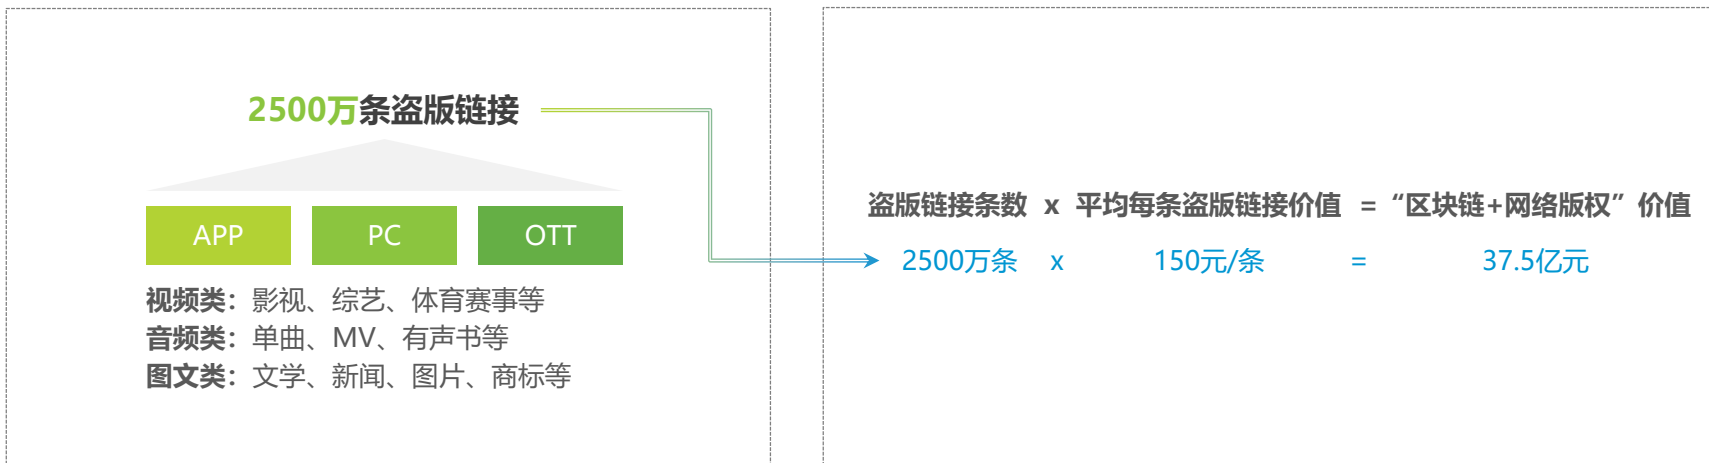 2500万条盗版链接
APP
PC
OTT
视频类：影视、综艺、体育赛事等
音频类：单曲、MV、有声书等
图文类：文学、新闻、图片、商标等
盗版链接条数 x 平均每条盗版链接价值 = “区块链+网络版权”价值
2500万条 x 150元/条 = 37.5亿元